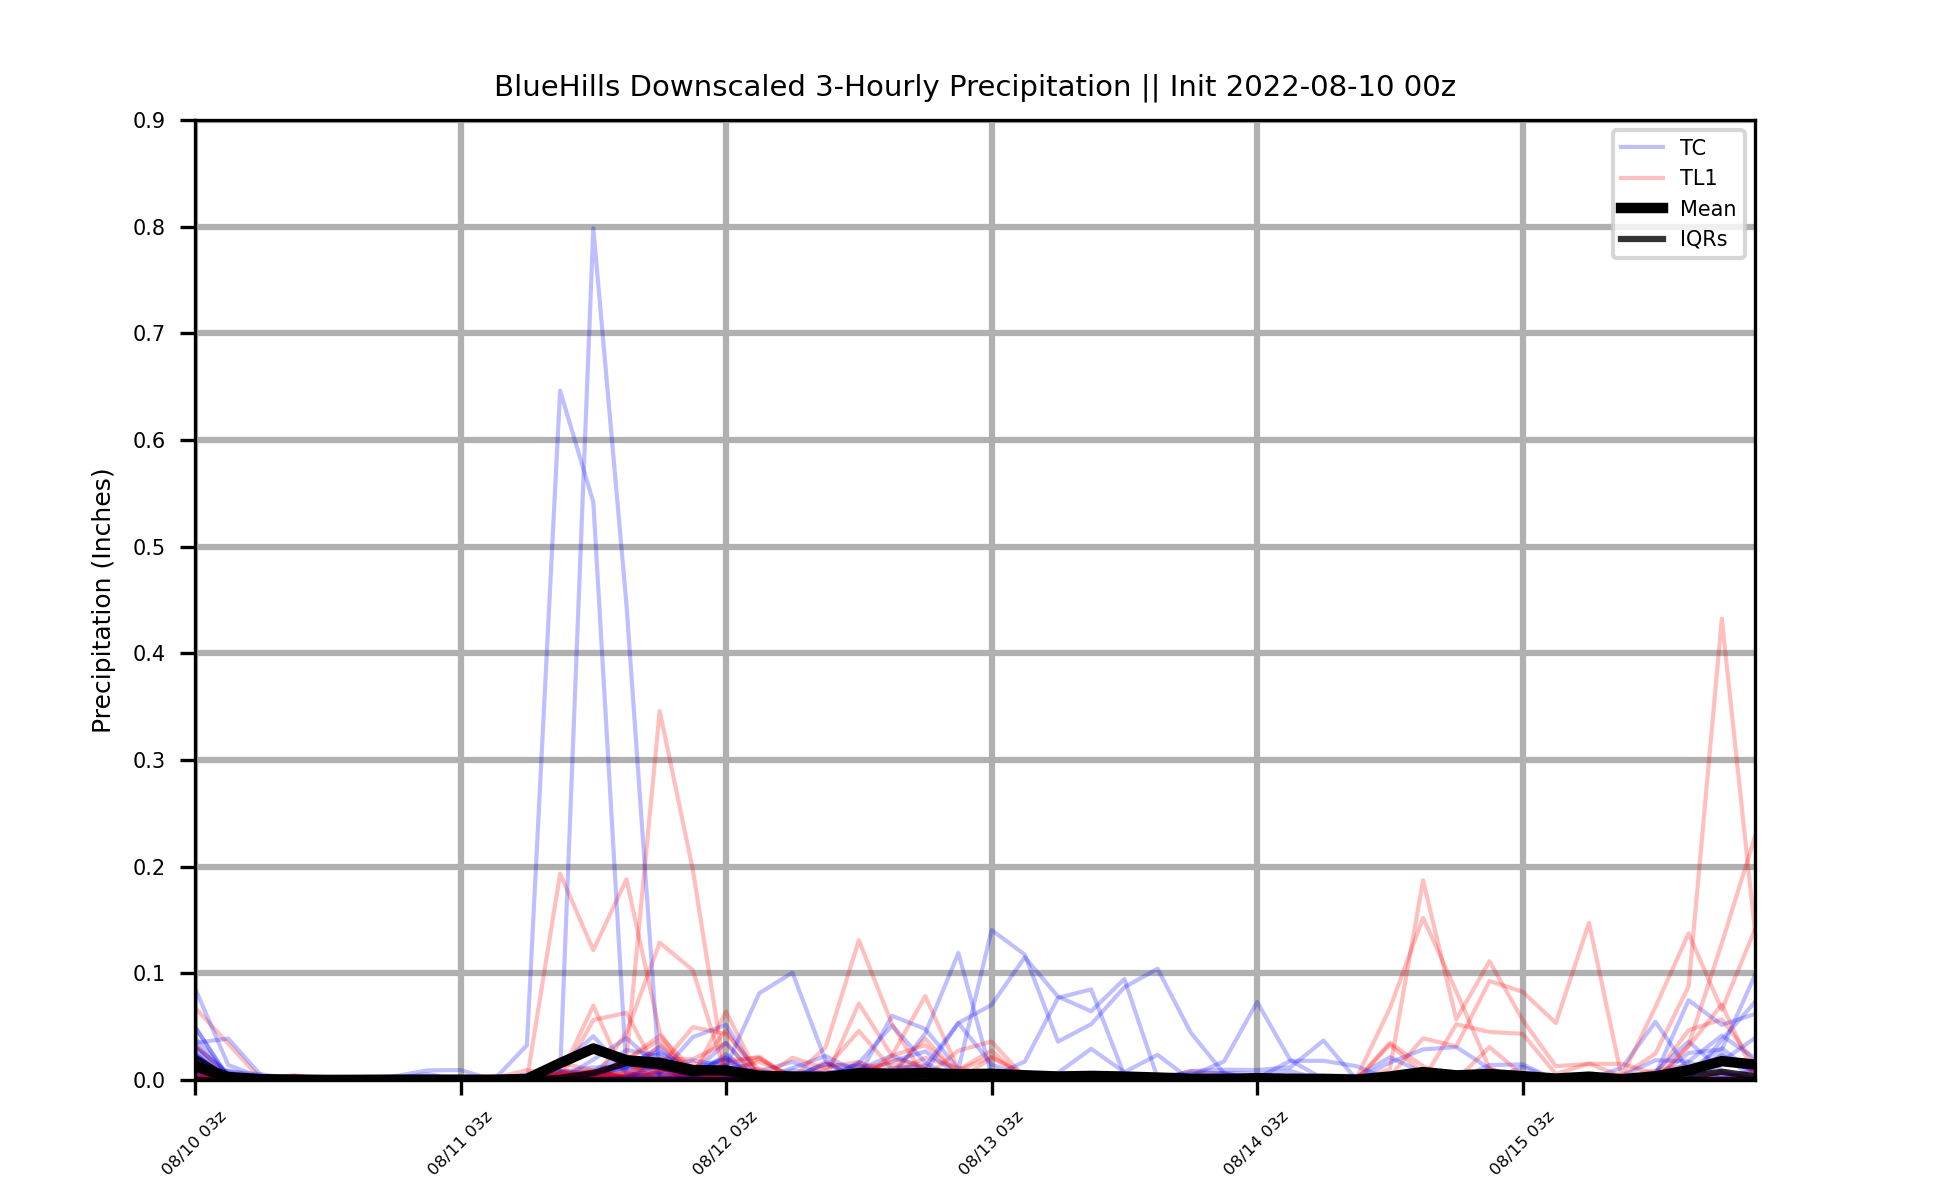 BlueHills Downscaled 3-Hourly Precipitation || Init 2022-08-10 00z
Precipitation (Inches)
0.9
0.8
0.7
0.6
0.5
0.4
0.3
0.2
0.1
0.0
TC
TL1
Mean
IQRs
08/10 03z
08/11 03z
08/12 03z
08/13 03z
08/14 03z
08/15 03z